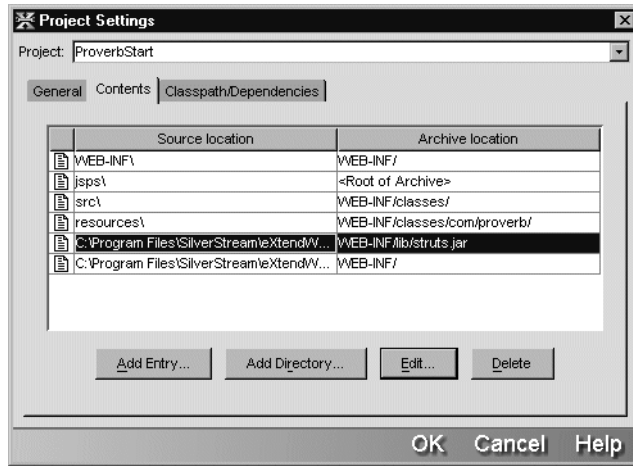 Project Settings
Project: ProverbStart
General Contents Classpath/Dependencies
Source location Archive location
WEB-INF\ WEB-INF/
jsps\ <Root of Archive>
src\ WEB-INF/classes/
resources\ WEB-INF/classes/com/proverb/
C:\Program Files\SilverStream\eXtendW... WEB-INF/lib/struts.jar
C:\Program Files\SilverStream\eXtendW... WEB-INF/
Add Entry... Add Directory... Edit... Delete
OK Cancel Help